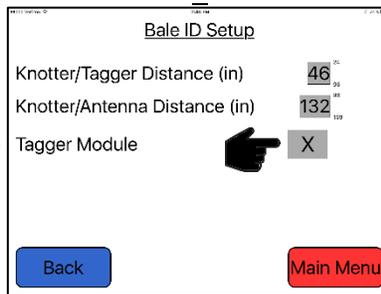 Bale ID Setup
Knotter/Tagger Distance (in) 46
Knotter/Antenna Distance (in) 132
Tagger Module X
Back Main Menu